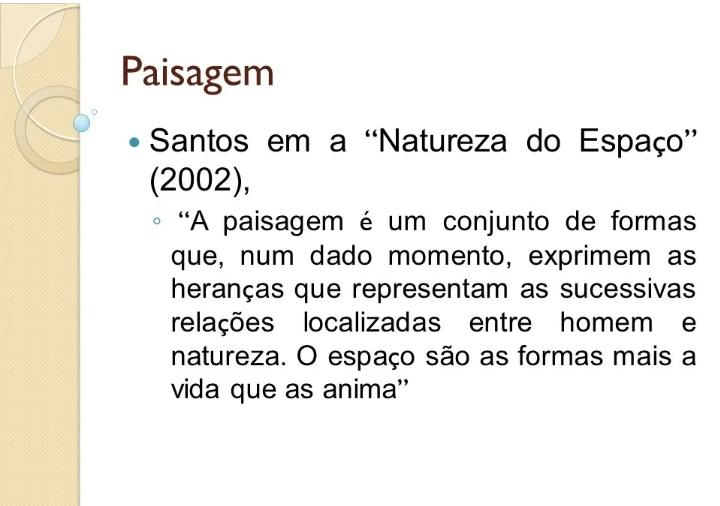 Paisagem
Santos em a “Natureza do Espaço”
(2002),
“A paisagem é um conjunto de formas
que, num dado momento, exprimem as
heranças que representam as sucessivas
relações localizadas entre homem e
natureza. O espaço são as formas mais a
vida que as anima”